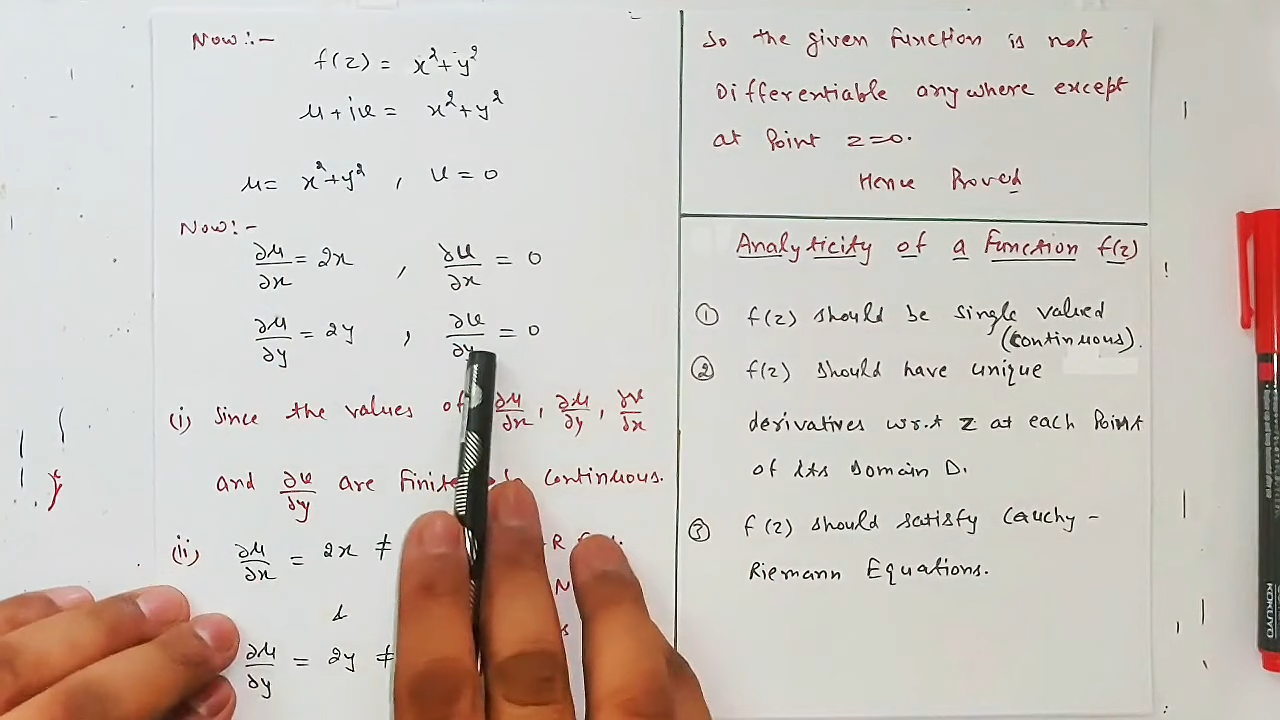 Now:-
f(z) = x²+y²
u+iv = x²+y²
u= x²+y² , v=0
Now:-
∂u/∂x = 2x , ∂v/∂x = 0
∂u/∂y = 2y , ∂v/∂y = 0
(i) Since the values of ∂u/∂x, ∂u/∂y, ∂v/∂x
and ∂v/∂y are Finite continuous.
(ii) ∂u/∂x = 2x ≠
&
∂u/∂y = 2y ≠
So the given function is not
Differentiable anywhere except
at Point z=0.
Hence Proved
Analyticity of a Function f(z)
① f(z) should be single valued
(continuous).
② f(z) should have unique
derivatives w.r.t z at each Point
of its Domain D.
③ f(z) should satisfy Cauchy-
Riemann Equations.
KOKUYO